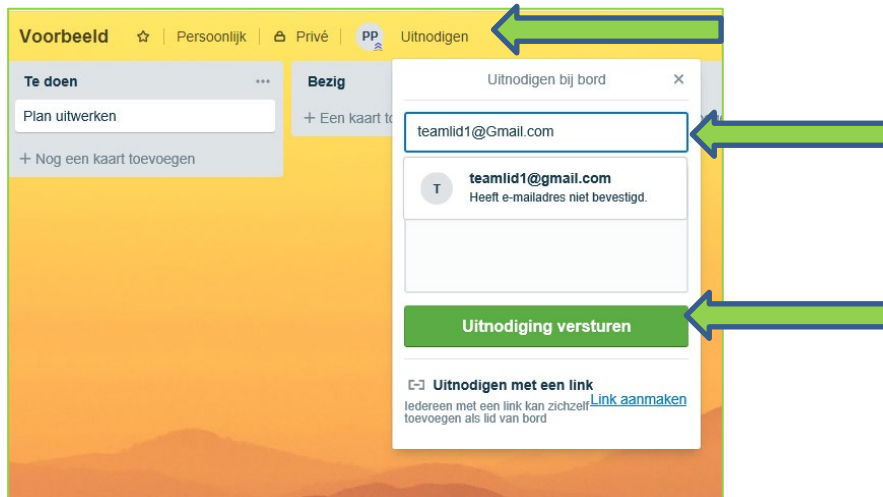 Voorbeeld Persoonlijk Privé PP Uitnodigen
Te doen ...
Plan uitwerken
+ Nog een kaart toevoegen
Bezig
+ Een kaart to
Uitnodigen bij bord
teamlid1@Gmail.com
T
teamlid1@gmail.com
Heeft e-mailadres niet bevestigd.
Uitnodiging versturen
Uitnodigen met een link
Iedereen met een link kan zichzelf Link aanmaken
toevoegen als lid van bord